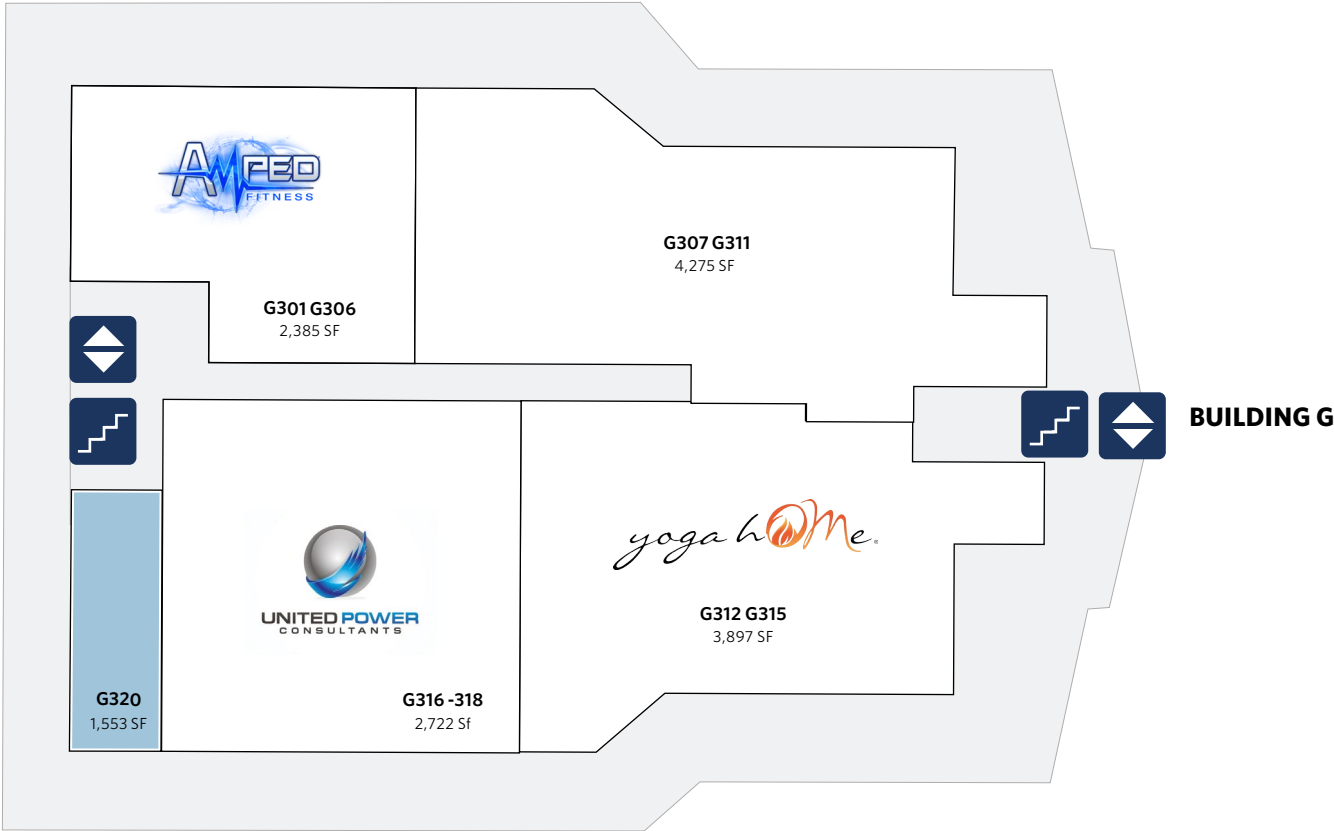 AMPED
FITNESS
G307 G311
4,275 SF
G301 G306
2,385 SF
BUILDING G
yoga hOMe®
UNITED POWER
CONSULTANTS
G312 G315
3,897 SF
G320
1,553 SF
G316 -318
2,722 Sf